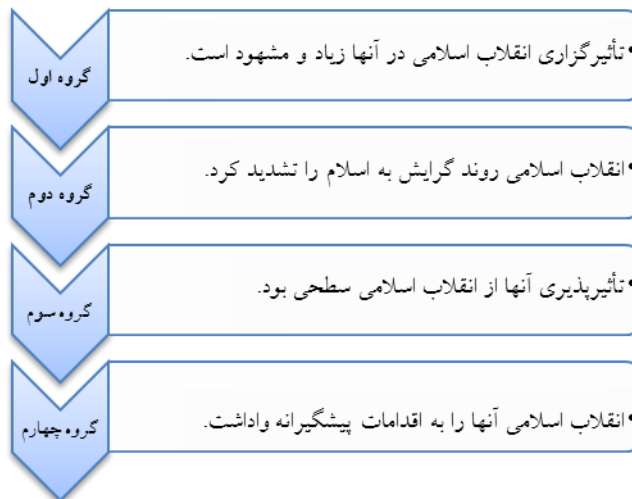 •تأثیرگزاری انقلاب اسلامی در آنها زیاد و مشهود است.
گروه اول
•انقلاب اسلامی روند گرایش به اسلام را تشدید کرد.
گروه دوم
•تأثیرپذیری آنها از انقلاب اسلامی سطحی بود.
گروه سوم
•انقلاب اسلامی آنها را به اقدامات پیشگیرانه واداشت.
گروه چهارم